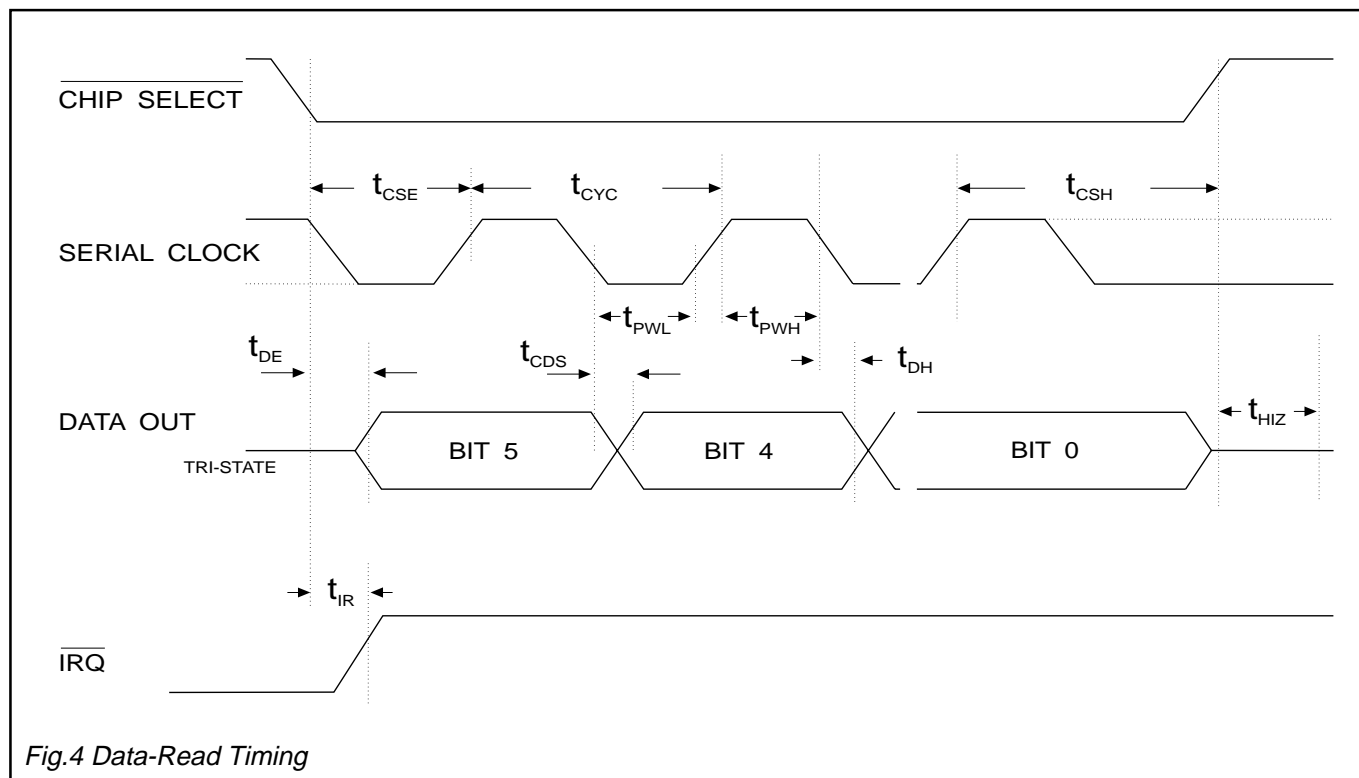 CHIP SELECT
tCSE
tCYC
tCSH
SERIAL CLOCK
tPWL
tPWH
tDE
tCDS
tDH
DATA OUT
tHIZ
BIT 5
BIT 4
BIT 0
TRI-STATE
tIR
IRQ
Fig.4 Data-Read Timing